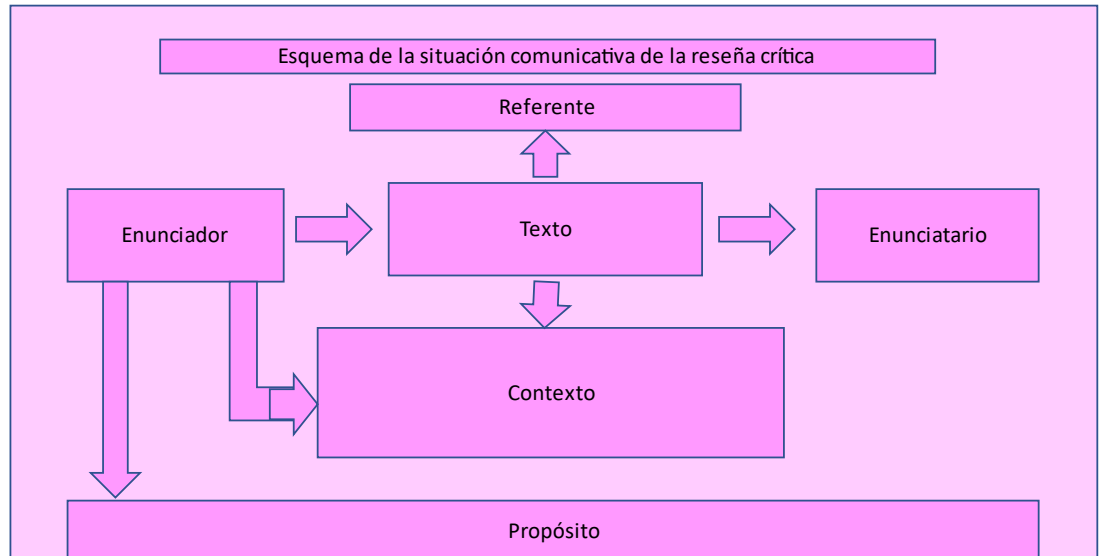 Esquema de la situación comunicativa de la reseña crítica
Referente
Enunciador
Texto
Enunciatario
Contexto
Propósito